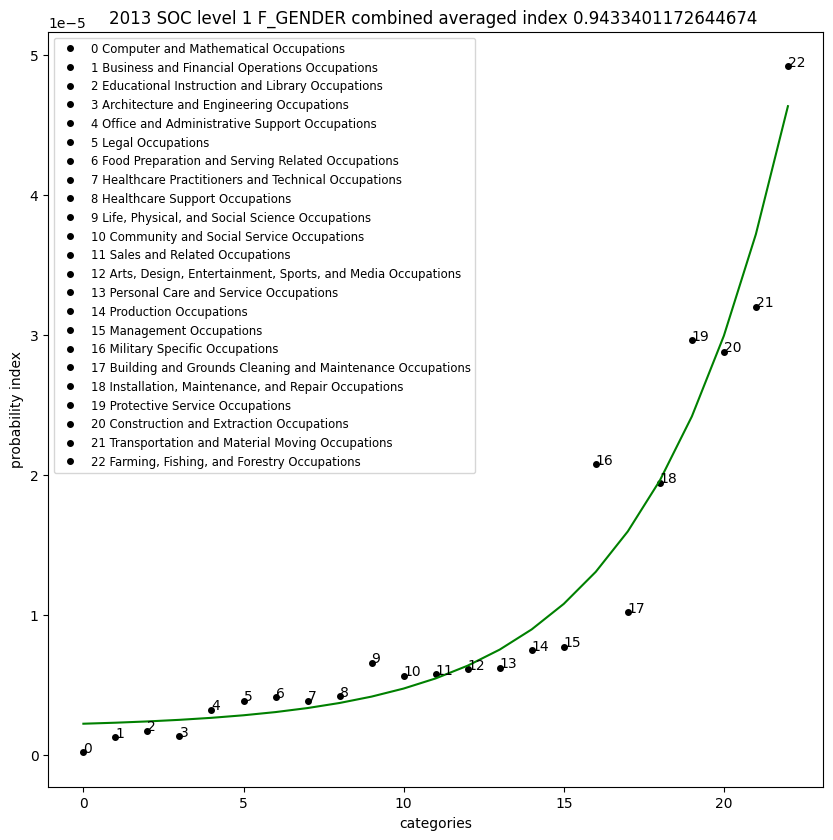 2013 SOC level 1 F_GENDER combined averaged index 0.9433401172644674
1e−5
0 Computer and Mathematical Occupations
1 Business and Financial Operations Occupations
2 Educational Instruction and Library Occupations
3 Architecture and Engineering Occupations
4 Office and Administrative Support Occupations
5 Legal Occupations
6 Food Preparation and Serving Related Occupations
7 Healthcare Practitioners and Technical Occupations
8 Healthcare Support Occupations
9 Life, Physical, and Social Science Occupations
10 Community and Social Service Occupations
11 Sales and Related Occupations
12 Arts, Design, Entertainment, Sports, and Media Occupations
13 Personal Care and Service Occupations
14 Production Occupations
15 Management Occupations
16 Military Specific Occupations
17 Building and Grounds Cleaning and Maintenance Occupations
18 Installation, Maintenance, and Repair Occupations
19 Protective Service Occupations
20 Construction and Extraction Occupations
21 Transportation and Material Moving Occupations
22 Farming, Fishing, and Forestry Occupations
5
4
3
2
1
0
probability index
0
1
2
3
4
5
6
7
8
9
10
11
12
13
14
15
16
17
18
19
20
21
22
0 5 10 15 20
categories